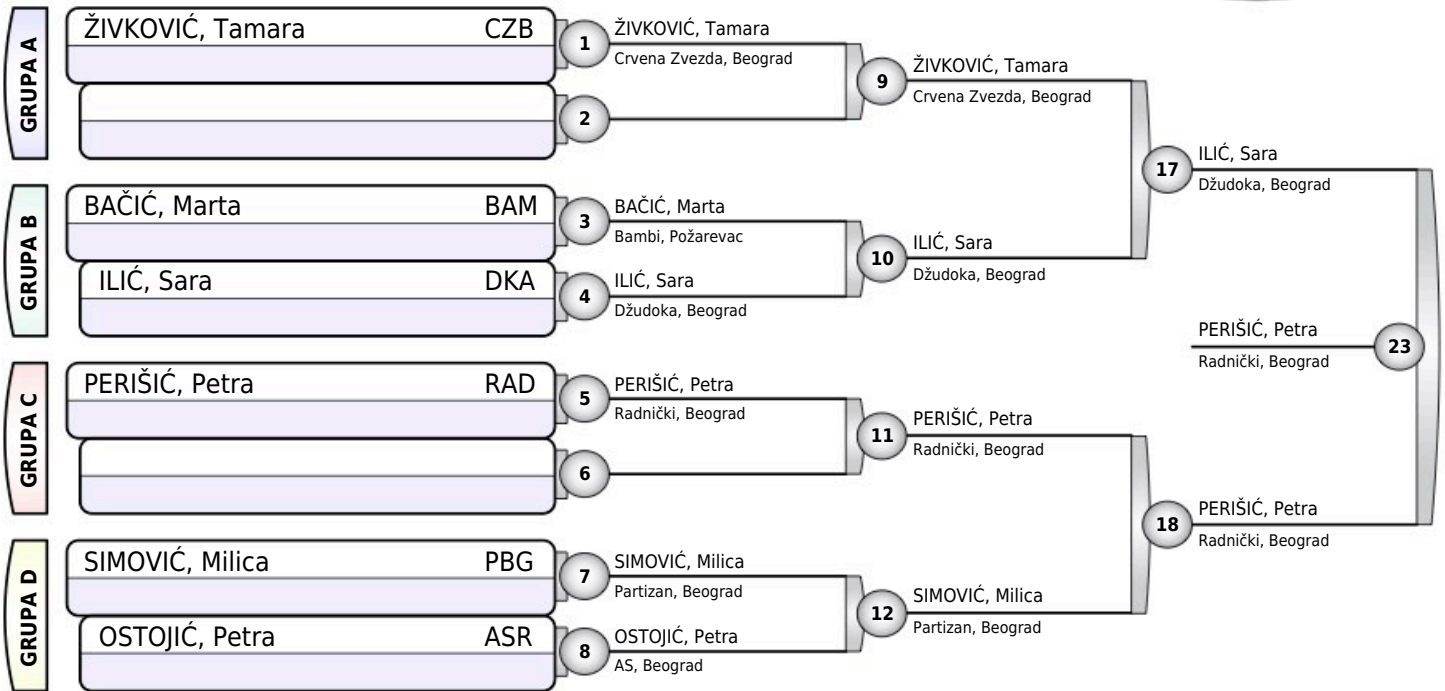 GRUPA A
ŽIVKOVIĆ, Tamara CZB
1
ŽIVKOVIĆ, Tamara
Crvena Zvezda, Beograd
2
9
ŽIVKOVIĆ, Tamara
Crvena Zvezda, Beograd
GRUPA B
BAČIĆ, Marta BAM
3
BAČIĆ, Marta
Bambi, Požarevac
ILIĆ, Sara DKA
4
ILIĆ, Sara
Džudoka, Beograd
10
ILIĆ, Sara
Džudoka, Beograd
17
ILIĆ, Sara
Džudoka, Beograd
GRUPA C
PERIŠIĆ, Petra RAD
5
PERIŠIĆ, Petra
Radnički, Beograd
6
11
PERIŠIĆ, Petra
Radnički, Beograd
GRUPA D
SIMOVIĆ, Milica PBG
7
SIMOVIĆ, Milica
Partizan, Beograd
OSTOJIĆ, Petra ASR
8
OSTOJIĆ, Petra
AS, Beograd
12
SIMOVIĆ, Milica
Partizan, Beograd
18
PERIŠIĆ, Petra
Radnički, Beograd
PERIŠIĆ, Petra
Radnički, Beograd
23